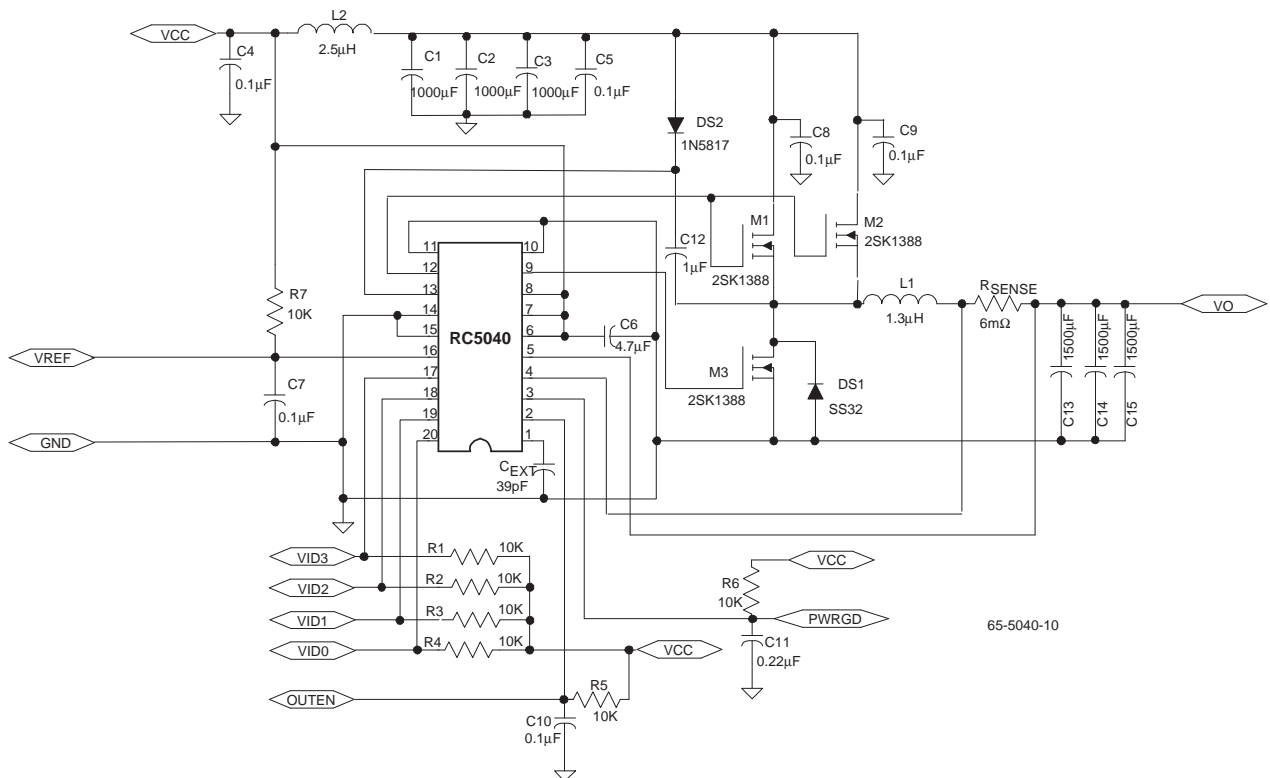 L2
VCC
2.5µH
C4
0.1µF
C1
1000µF
C2
1000µF
C3
1000µF
C5
0.1µF
DS2
1N5817
C8
0.1µF
C9
0.1µF
M1
2SK1388
M2
2SK1388
C12
1µF
11
12
13
14
15
16
17
18
19
20
10
9
8
7
6
5
4
3
2
1
RC5040
R7
10K
C6
4.7µF
L1
1.3µH
RSENSE
6mΩ
VO
VREF
C7
0.1µF
M3
2SK1388
DS1
SS32
1500µF
1500µF
1500µF
C13
C14
C15
GND
CEXT
39pF
VID3
R1
10K
VID2
R2
10K
VID1
R3
10K
VID0
R4
10K
VCC
VCC
R6
10K
PWRGD
C11
0.22µF
65-5040-10
OUTEN
R5
10K
C10
0.1µF